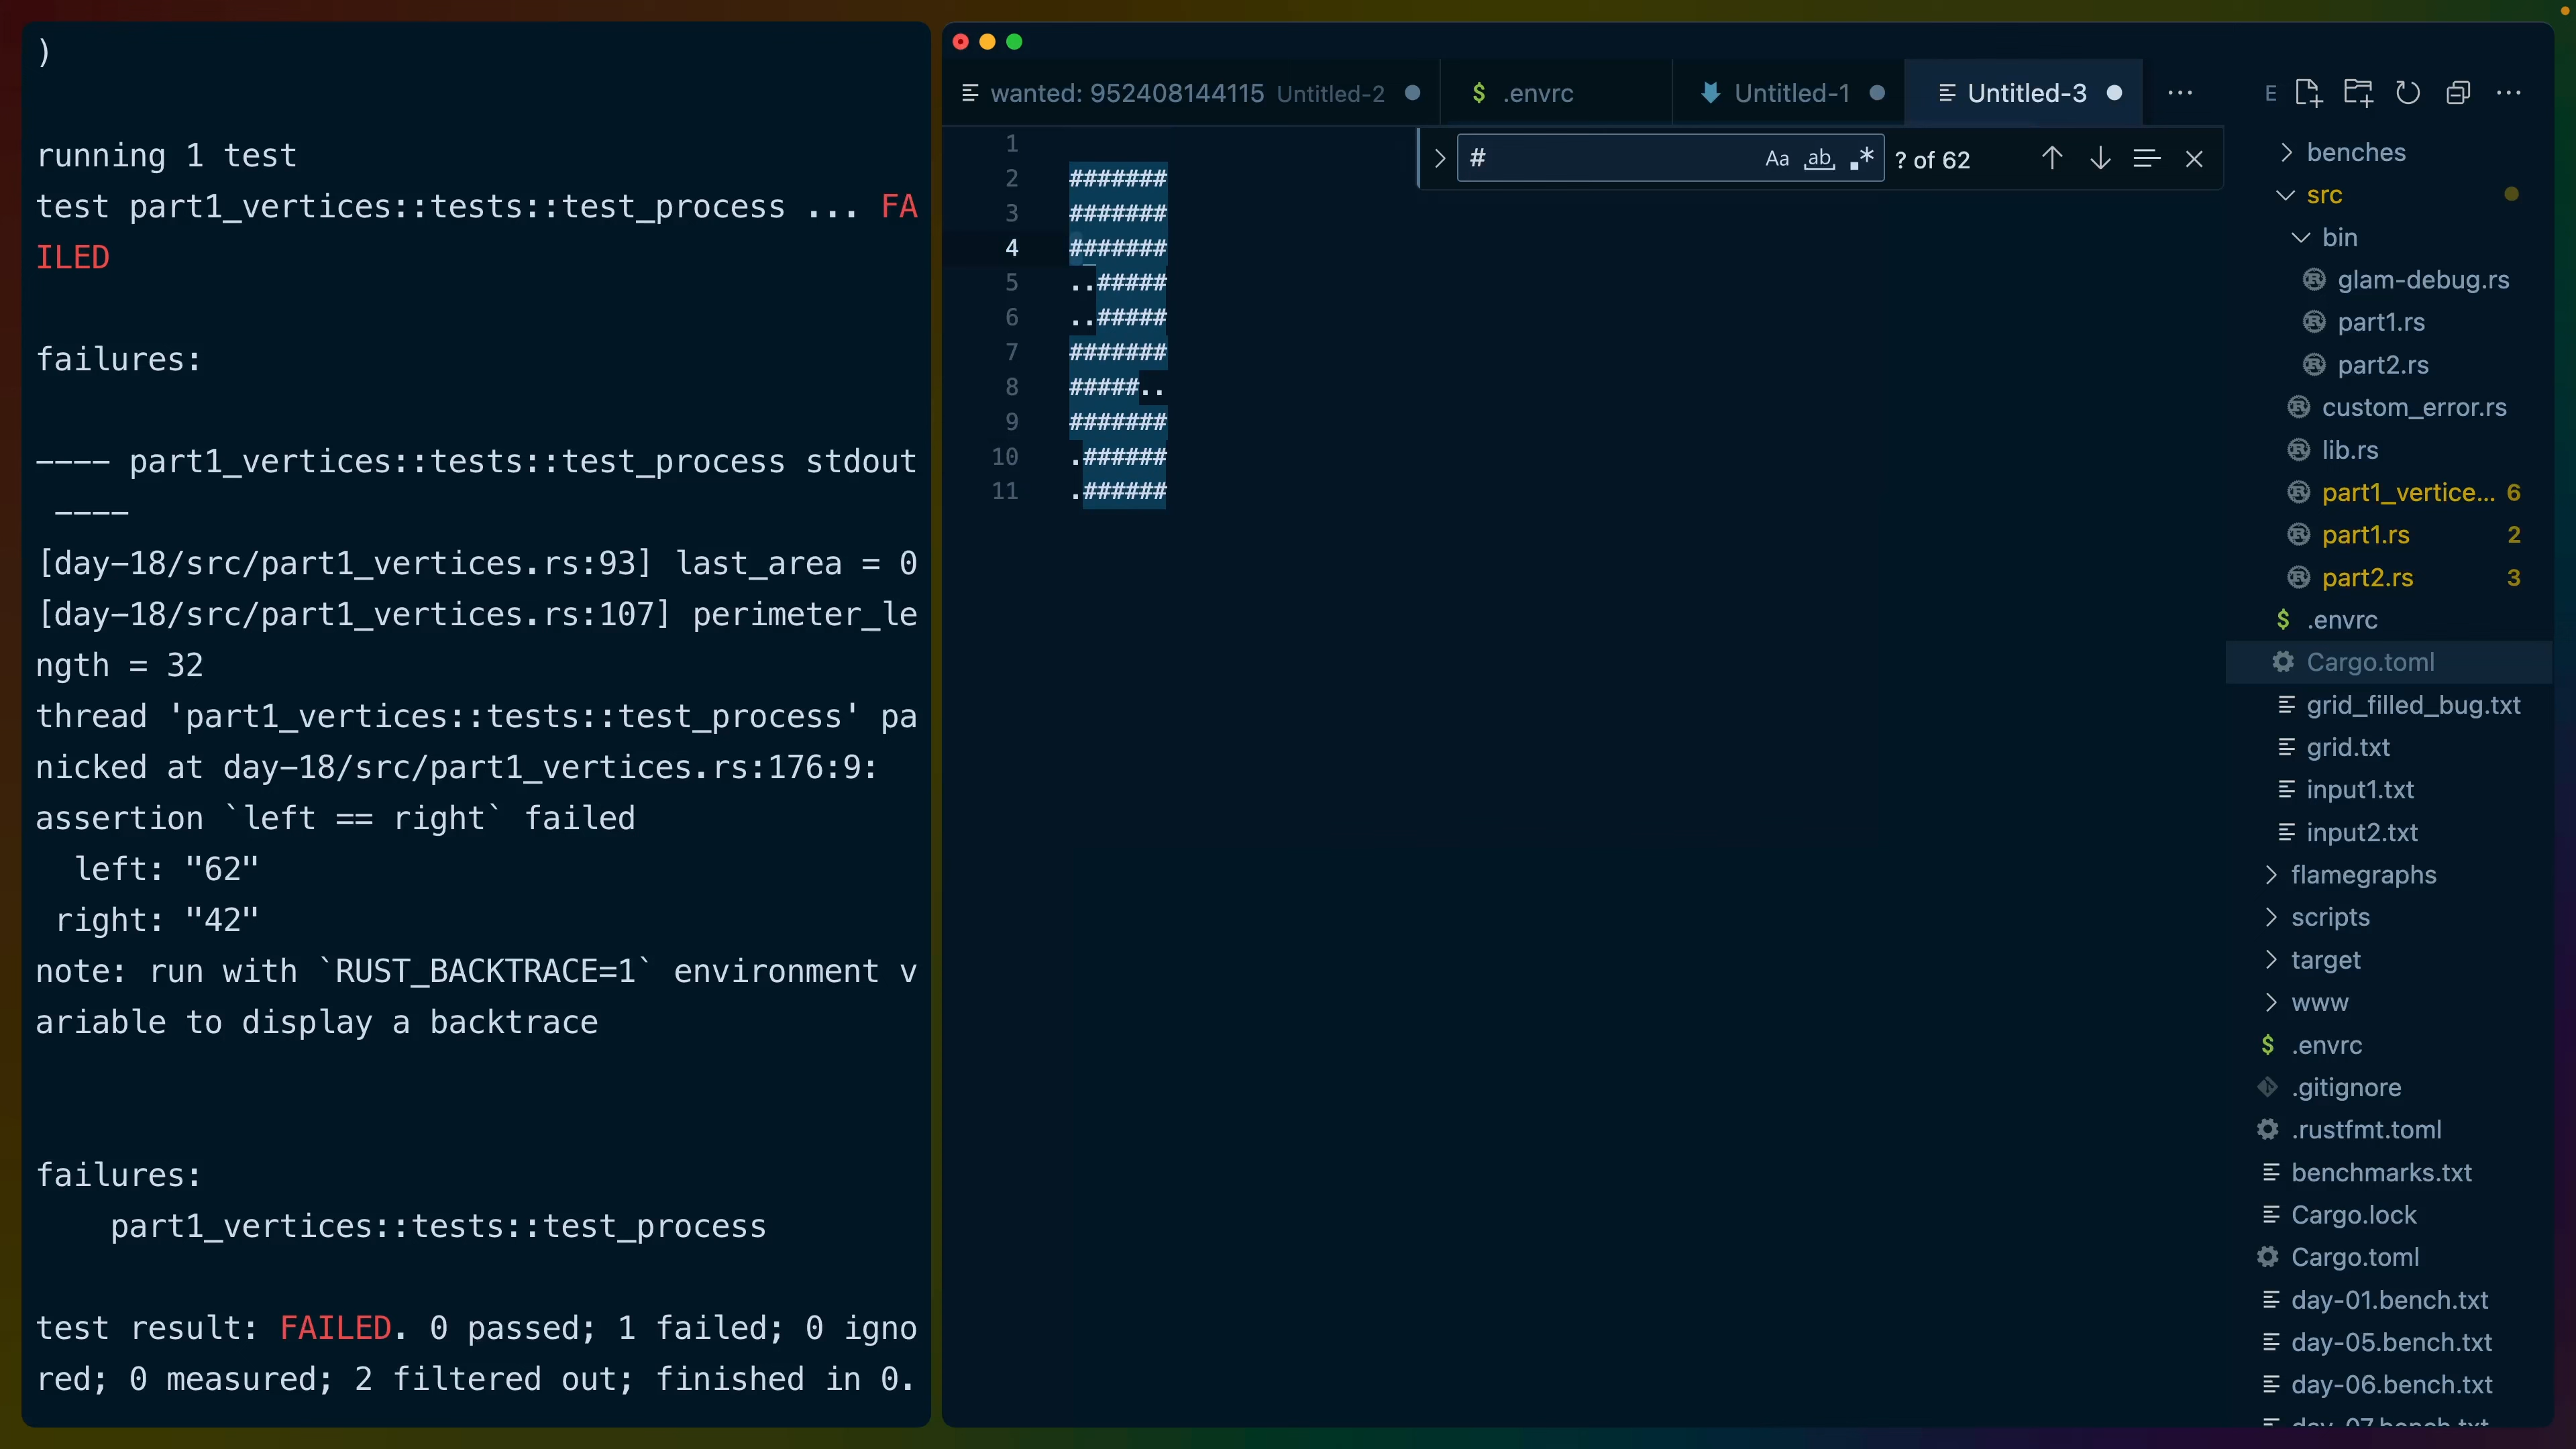 )
running 1 test
test part1_vertices::tests::test_process ... FA
ILED
failures:
---- part1_vertices::tests::test_process stdout
 ----
[day-18/src/part1_vertices.rs:93] last_area = 0
[day-18/src/part1_vertices.rs:107] perimeter_le
ngth = 32
thread 'part1_vertices::tests::test_process' pa
nicked at day-18/src/part1_vertices.rs:176:9:
assertion `left == right` failed
  left: "62"
 right: "42"
note: run with `RUST_BACKTRACE=1` environment v
ariable to display a backtrace
failures:
    part1_vertices::tests::test_process
test result: FAILED. 0 passed; 1 failed; 0 igno
red; 0 measured; 2 filtered out; finished in 0.
wanted: 952408144115 Untitled-2
$ .envrc
Untitled-1
Untitled-3
# Aa ab .* ? of 62
1
2 #######
3 #######
4 #######
5 ..#####
6 ..#####
7 #######
8 #####..
9 #######
10 .######
11 .######
E
benches
src
bin
glam-debug.rs
part1.rs
part2.rs
custom_error.rs
lib.rs
part1_vertice... 6
part1.rs 2
part2.rs 3
$ .envrc
Cargo.toml
grid_filled_bug.txt
grid.txt
input1.txt
input2.txt
flamegraphs
scripts
target
www
$ .envrc
.gitignore
.rustfmt.toml
benchmarks.txt
Cargo.lock
Cargo.toml
day-01.bench.txt
day-05.bench.txt
day-06.bench.txt
day-07.bench.txt